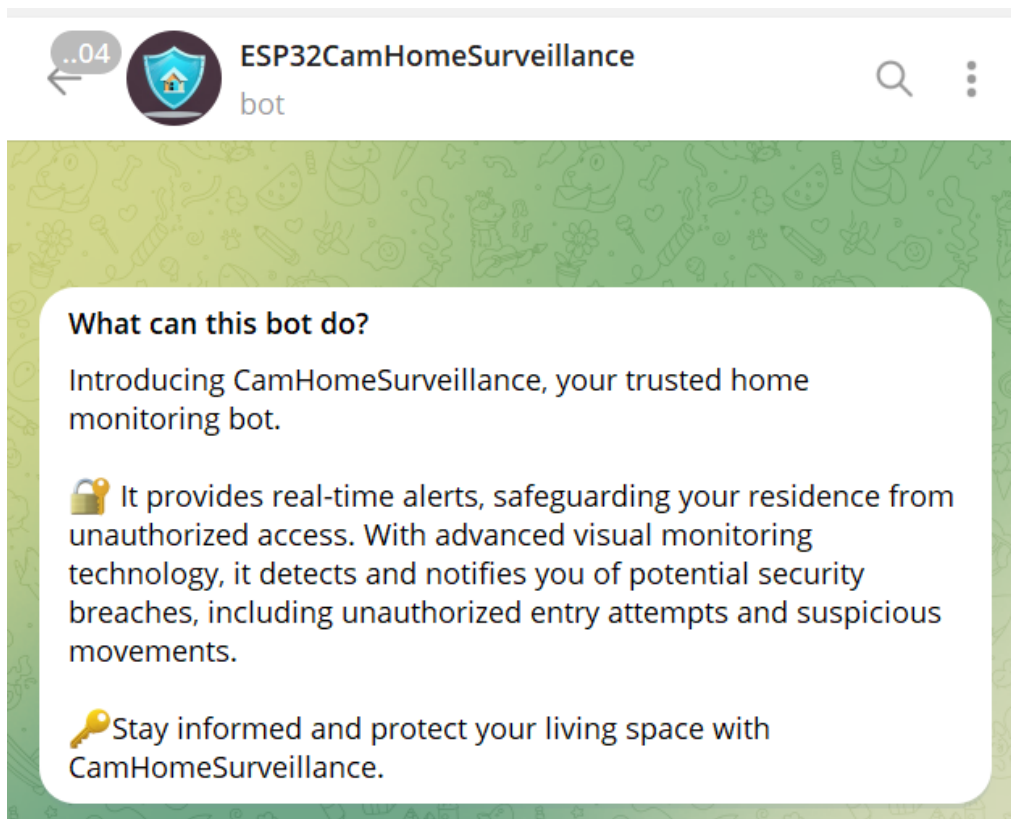 ..04
ESP32CamHomeSurveillance
bot
What can this bot do?
Introducing CamHomeSurveillance, your trusted home
monitoring bot.
🔐 It provides real-time alerts, safeguarding your residence from
unauthorized access. With advanced visual monitoring
technology, it detects and notifies you of potential security
breaches, including unauthorized entry attempts and suspicious
movements.
🔑Stay informed and protect your living space with
CamHomeSurveillance.